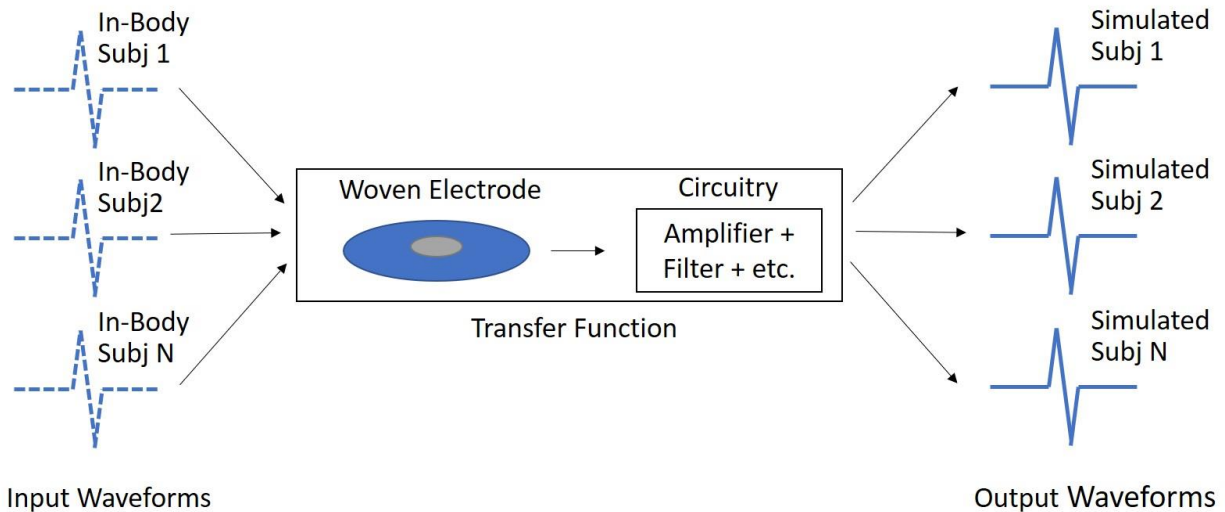 In-Body
Subj 1
In-Body
Subj2
In-Body
Subj N
Input Waveforms
Woven Electrode
Circuitry
Amplifier +
Filter + etc.
Transfer Function
Simulated
Subj 1
Simulated
Subj 2
Simulated
Subj N
Output Waveforms